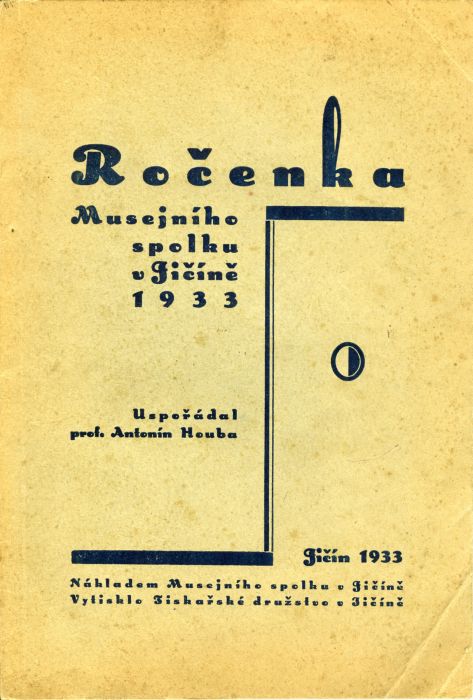 Ročenka
Musejního
spolku
v Jičíně
1933
Uspořádal
prof. Antonín Houba
Jičín 1933
Nákladem Musejního spolku v Jičíně
Vytisklo Tiskařské družstvo v Jičíně